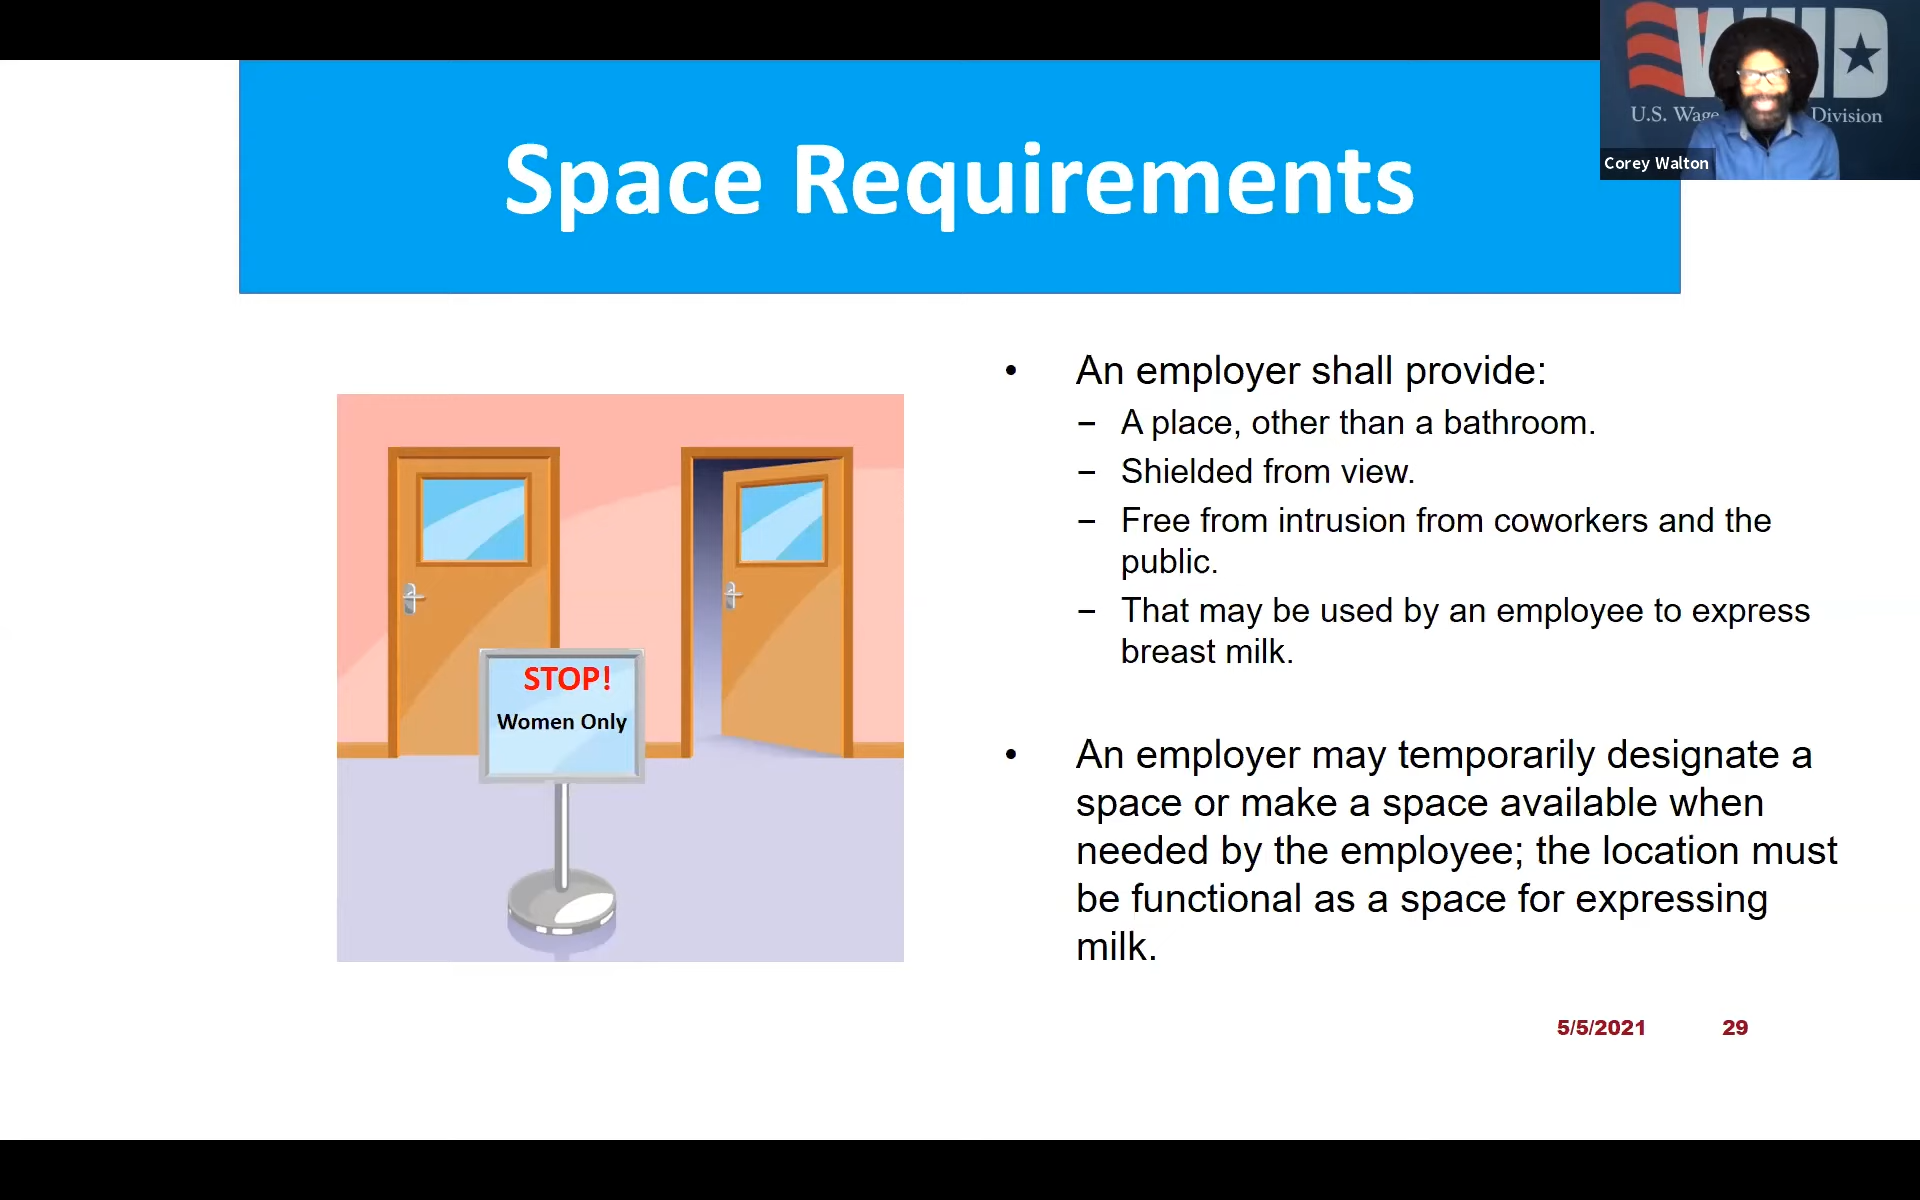 WHD
U.S. Wage Division
Corey Walton
Space Requirements
• An employer shall provide:
– A place, other than a bathroom.
– Shielded from view.
– Free from intrusion from coworkers and the
public.
– That may be used by an employee to express
breast milk.
• An employer may temporarily designate a
space or make a space available when
needed by the employee; the location must
be functional as a space for expressing
milk.
STOP!
Women Only
5/5/2021 29